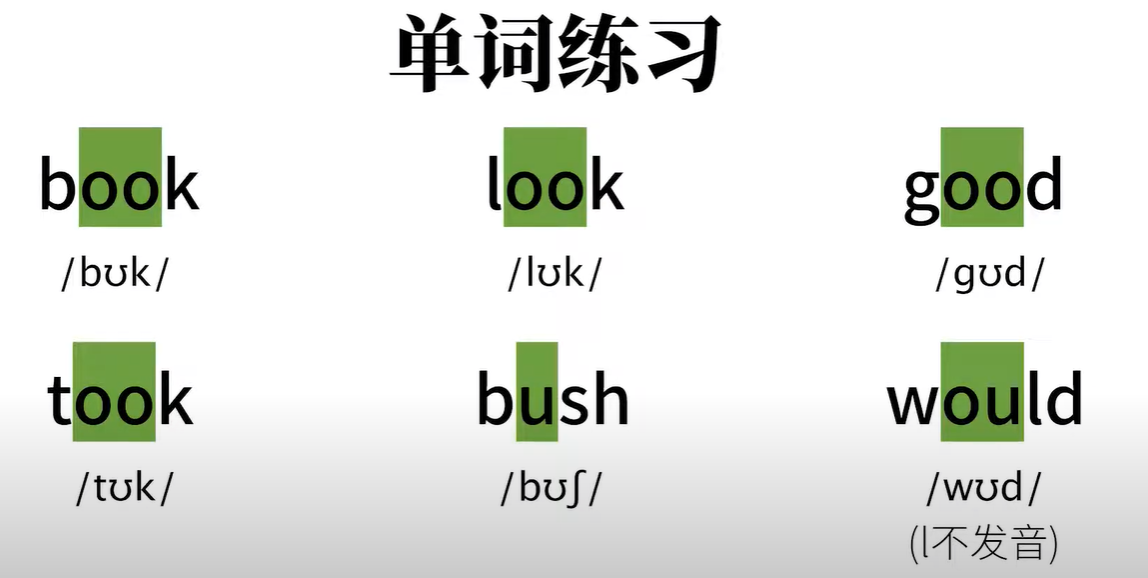 单词练习
book look good
/bʊk/ /lʊk/ /gʊd/
took bush would
/tʊk/ /bʊʃ/ /wʊd/
(l不发音)